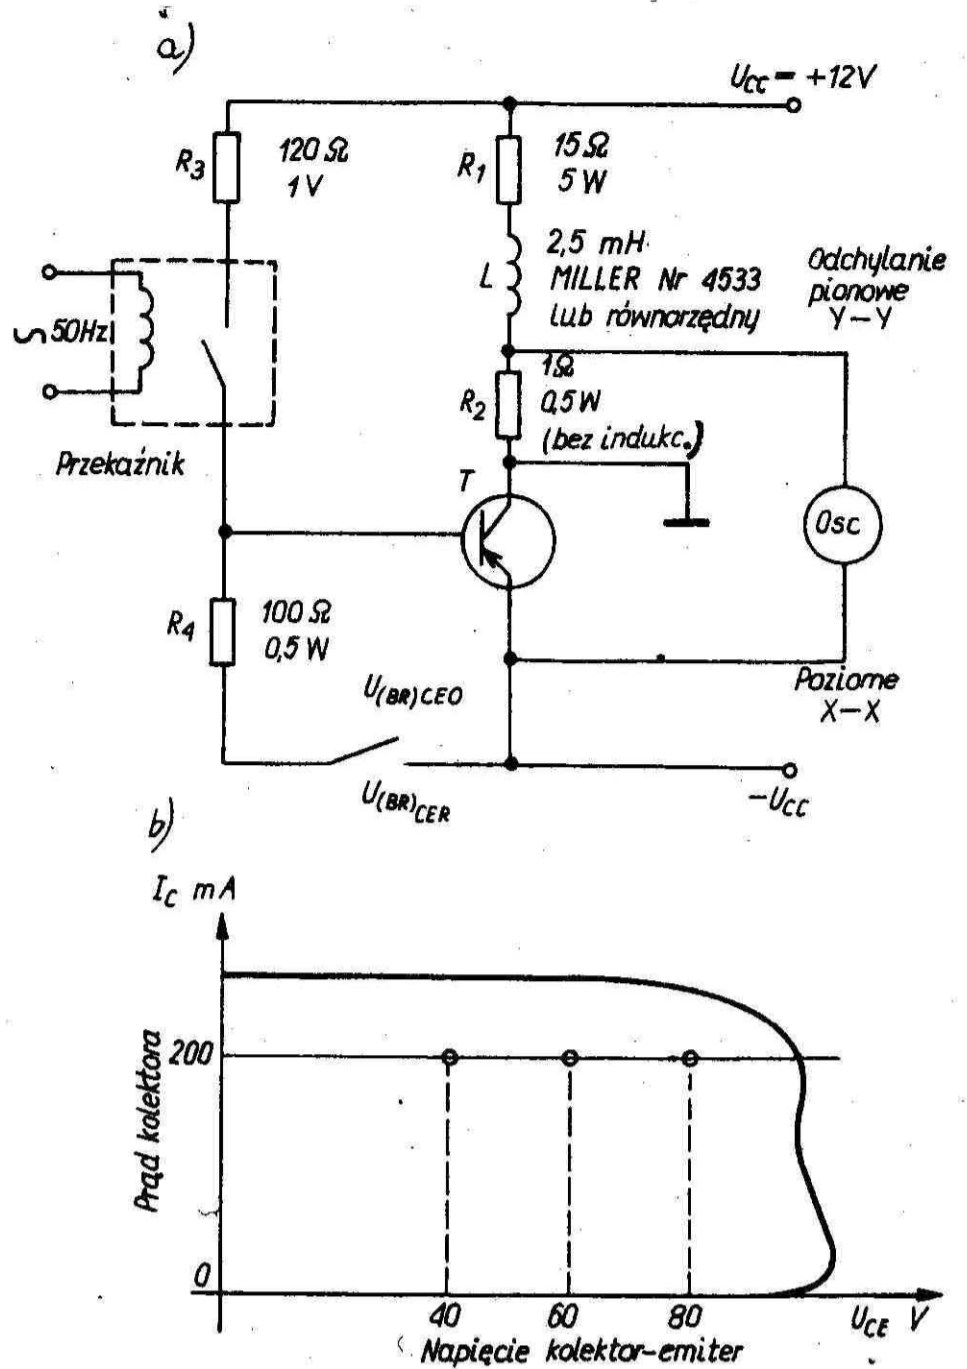 a)
U_CC = +12V
R3
120 Ω
1 V
R1
15 Ω
5 W
L
2,5 mH
MILLER Nr 4533
lub równorzędny
Odchylanie
pionowe
Y–Y
50Hz
Przekaźnik
R2
1Ω
0,5 W
(bez indukc.)
T
Osc
R4
100 Ω
0,5 W
U(BR)CEO
U(BR)CER
Poziome
X–X
-U_CC
b)
I_C mA
Prąd kolektora
200
0
40 60 80
U_CE V
Napięcie kolektor-emiter